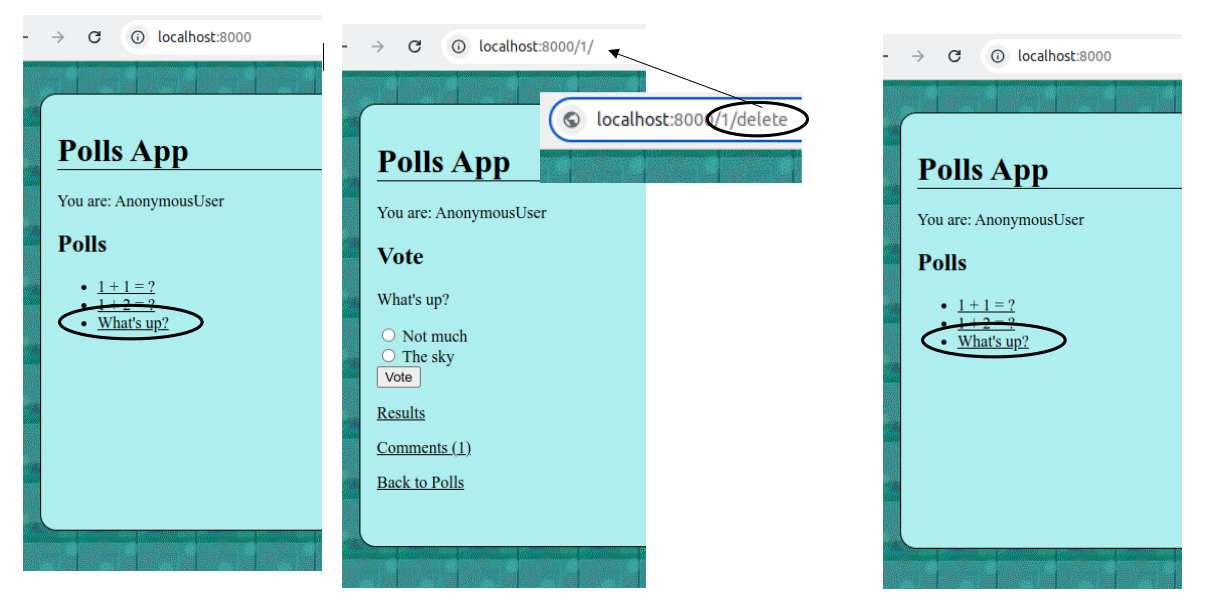 localhost:8000
Polls App
You are: AnonymousUser
Polls
1 + 1 = ?
1 + 2 = ?
What's up?
localhost:8000/1/
localhost:8000/1/delete
Polls App
You are: AnonymousUser
Vote
What's up?
Not much
The sky
Vote
Results
Comments (1)
Back to Polls
localhost:8000
Polls App
You are: AnonymousUser
Polls
1 + 1 = ?
1 + 2 = ?
What's up?